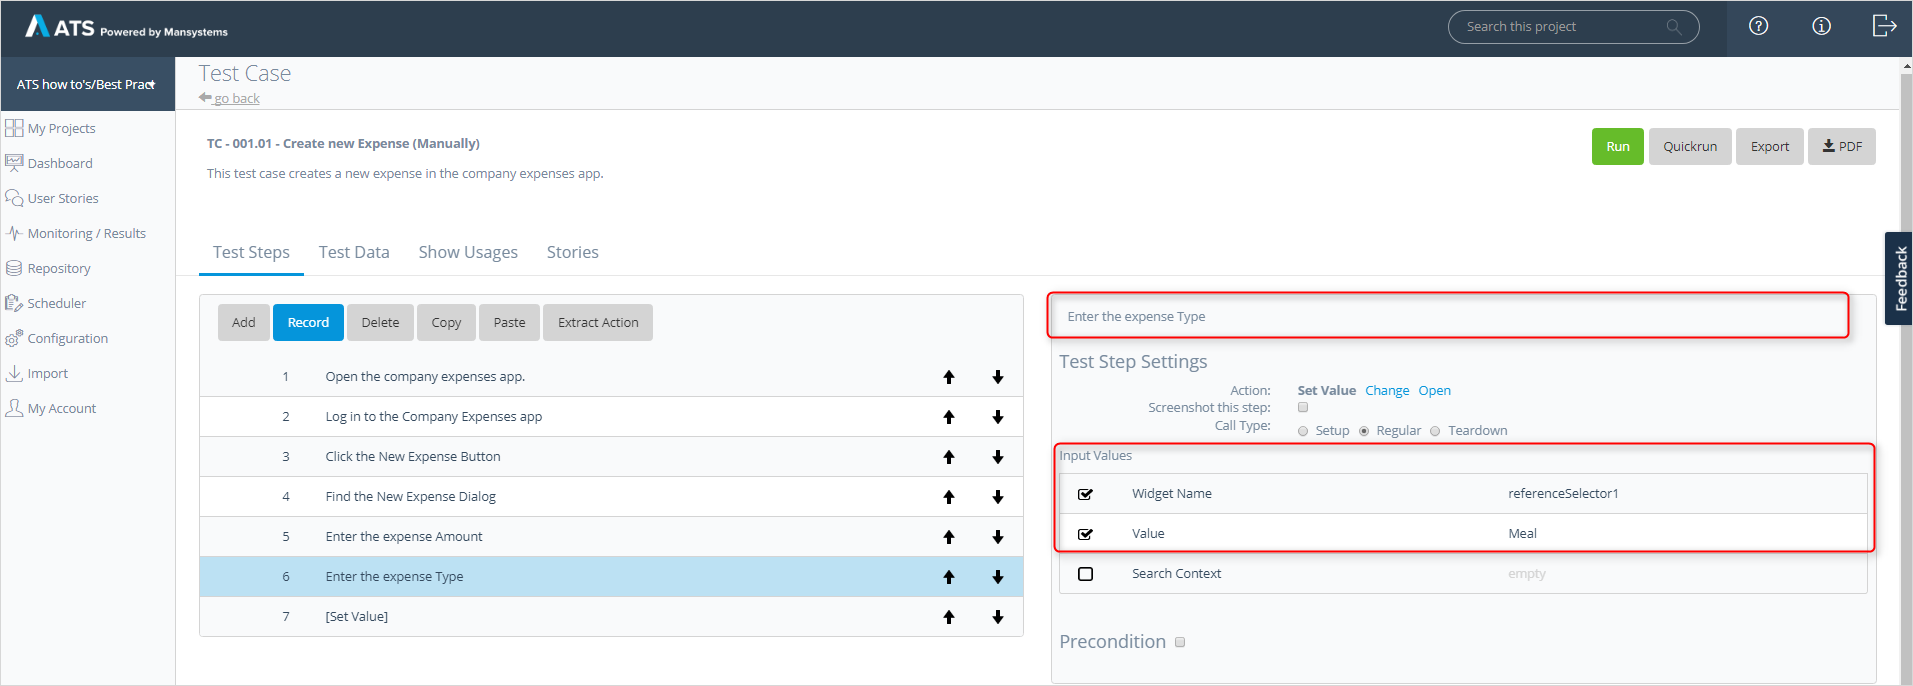 ATS Powered by Mansystems
Search this project
ATS how to's/Best Pract
My Projects
Dashboard
User Stories
Monitoring / Results
Repository
Scheduler
Configuration
Import
My Account
Test Case
go back
TC - 001.01 - Create new Expense (Manually)
This test case creates a new expense in the company expenses app.
Run Quickrun Export PDF
Test Steps Test Data Show Usages Stories
Add Record Delete Copy Paste Extract Action
1 Open the company expenses app.
2 Log in to the Company Expenses app
3 Click the New Expense Button
4 Find the New Expense Dialog
5 Enter the expense Amount
6 Enter the expense Type
7 [Set Value]
Enter the expense Type
Test Step Settings
Action: Set Value Change Open
Screenshot this step:
Call Type: Setup Regular Teardown
Input Values
Widget Name referenceSelector1
Value Meal
Search Context empty
Precondition
Feedback